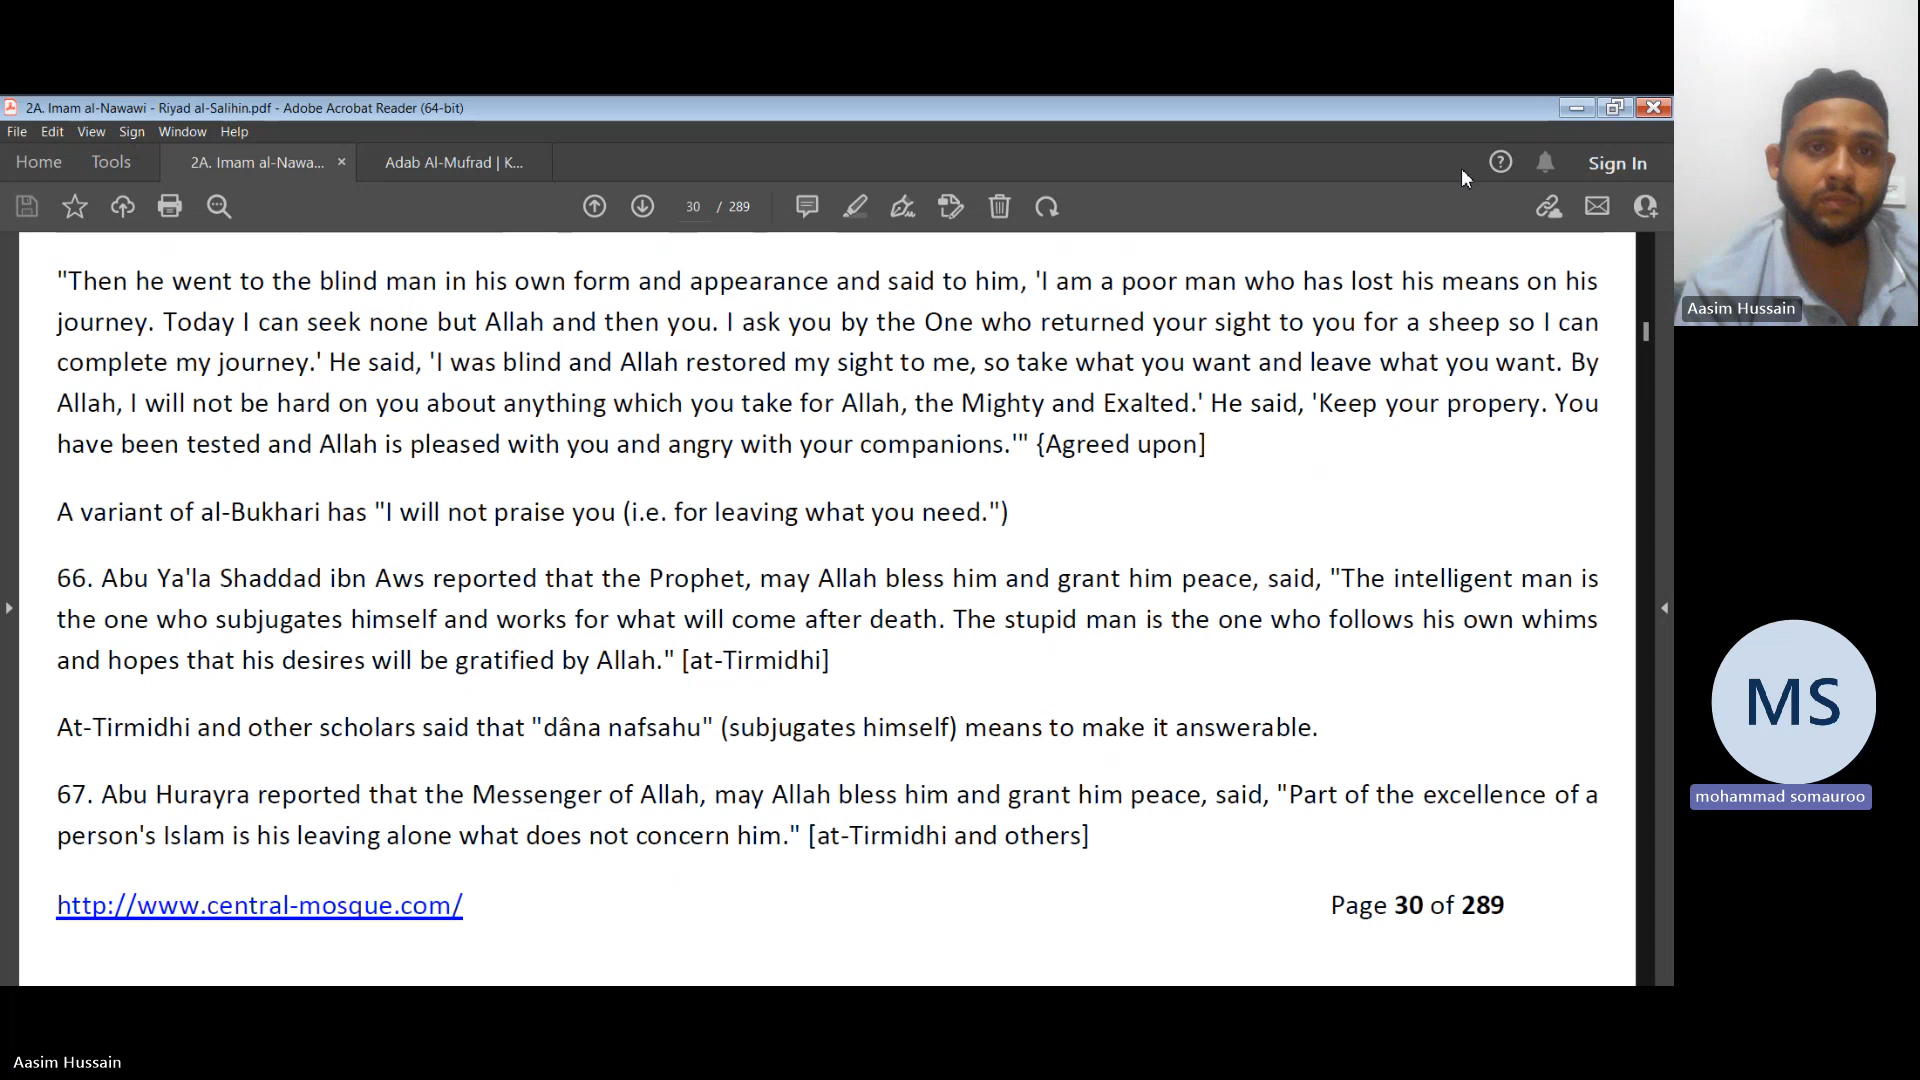 2A. Imam al-Nawawi - Riyad al-Salihin.pdf - Adobe Acrobat Reader (64-bit)
File Edit View Sign Window Help
Home Tools 2A. Imam al-Nawa... × Adab Al-Mufrad | K... Sign In
30 / 289
"Then he went to the blind man in his own form and appearance and said to him, 'I am a poor man who has lost his means on his
journey. Today I can seek none but Allah and then you. I ask you by the One who returned your sight to you for a sheep so I can
complete my journey.' He said, 'I was blind and Allah restored my sight to me, so take what you want and leave what you want. By
Allah, I will not be hard on you about anything which you take for Allah, the Mighty and Exalted.' He said, 'Keep your propery. You
have been tested and Allah is pleased with you and angry with your companions.'" {Agreed upon]
A variant of al-Bukhari has "I will not praise you (i.e. for leaving what you need.")
66. Abu Ya'la Shaddad ibn Aws reported that the Prophet, may Allah bless him and grant him peace, said, "The intelligent man is
the one who subjugates himself and works for what will come after death. The stupid man is the one who follows his own whims
and hopes that his desires will be gratified by Allah." [at-Tirmidhi]
At-Tirmidhi and other scholars said that "dâna nafsahu" (subjugates himself) means to make it answerable.
67. Abu Hurayra reported that the Messenger of Allah, may Allah bless him and grant him peace, said, "Part of the excellence of a
person's Islam is his leaving alone what does not concern him." [at-Tirmidhi and others]
http://www.central-mosque.com/ Page 30 of 289
Aasim Hussain
MS
mohammad somauroo
Aasim Hussain